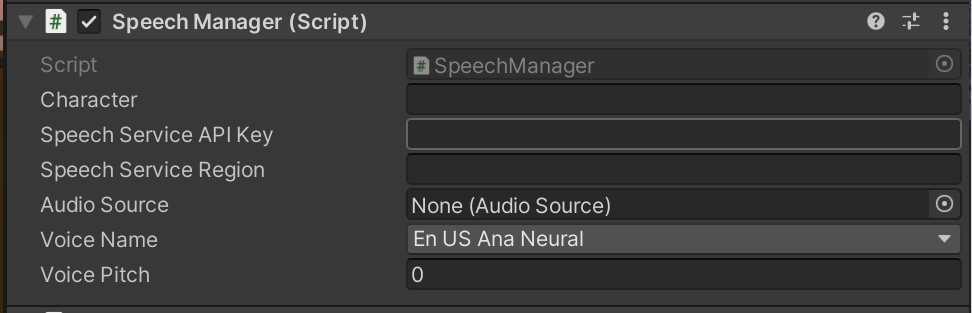 Speech Manager (Script)
Script SpeechManager
Character
Speech Service API Key
Speech Service Region
Audio Source None (Audio Source)
Voice Name En US Ana Neural
Voice Pitch 0